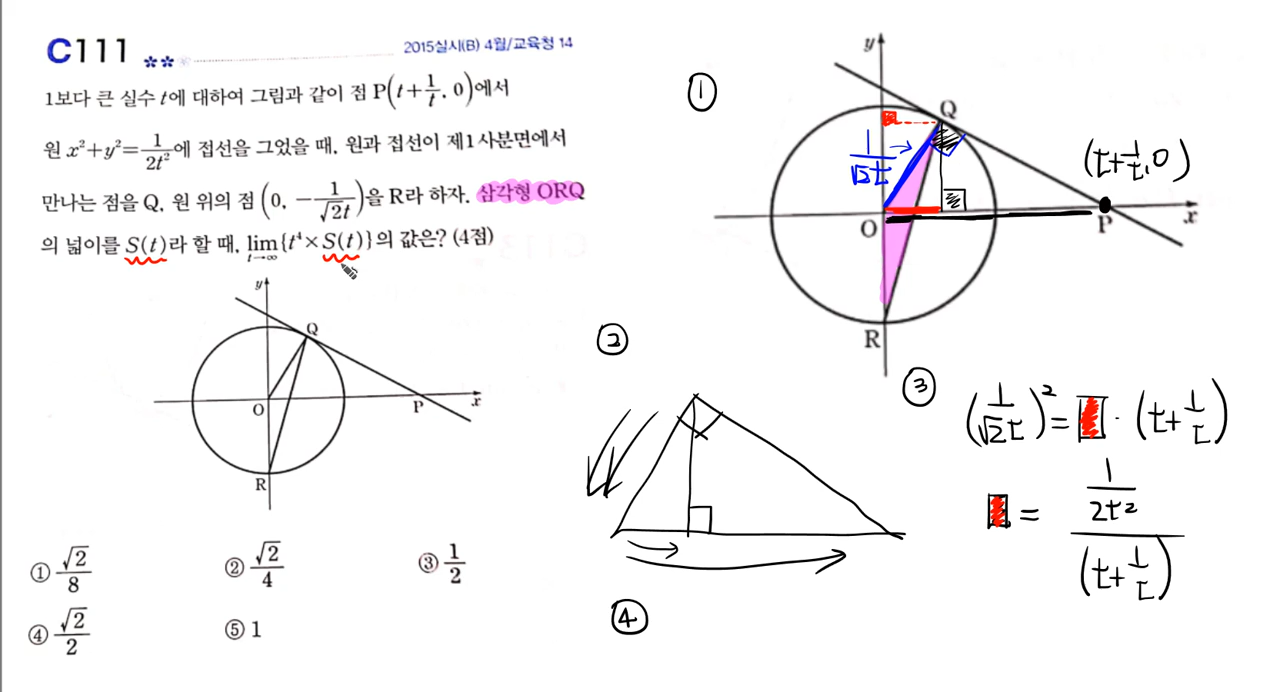 C111
2015실시(B) 4월/교육청 14
1보다 큰 실수 t에 대하여 그림과 같이 점 P(t+1/t, 0)에서
원 x²+y²=1/2t²에 접선을 그었을 때, 원과 접선이 제1사분면에서
만나는 점을 Q, 원 위의 점 (0, -1/√2t)을 R라 하자. 삼각형 ORQ
의 넓이를 S(t)라 할 때, lim t→∞ {t⁴×S(t)}의 값은? (4점)
y
Q
O
P
x
R
① √2/8
② √2/4
③ 1/2
④ √2/2
⑤ 1
①
y
Q
1/√2t
(t+1/t, 0)
O
P
x
R
②
③
(1/√2t)² = · (t+1/t)
= 1/2t² / (t+1/t)
④